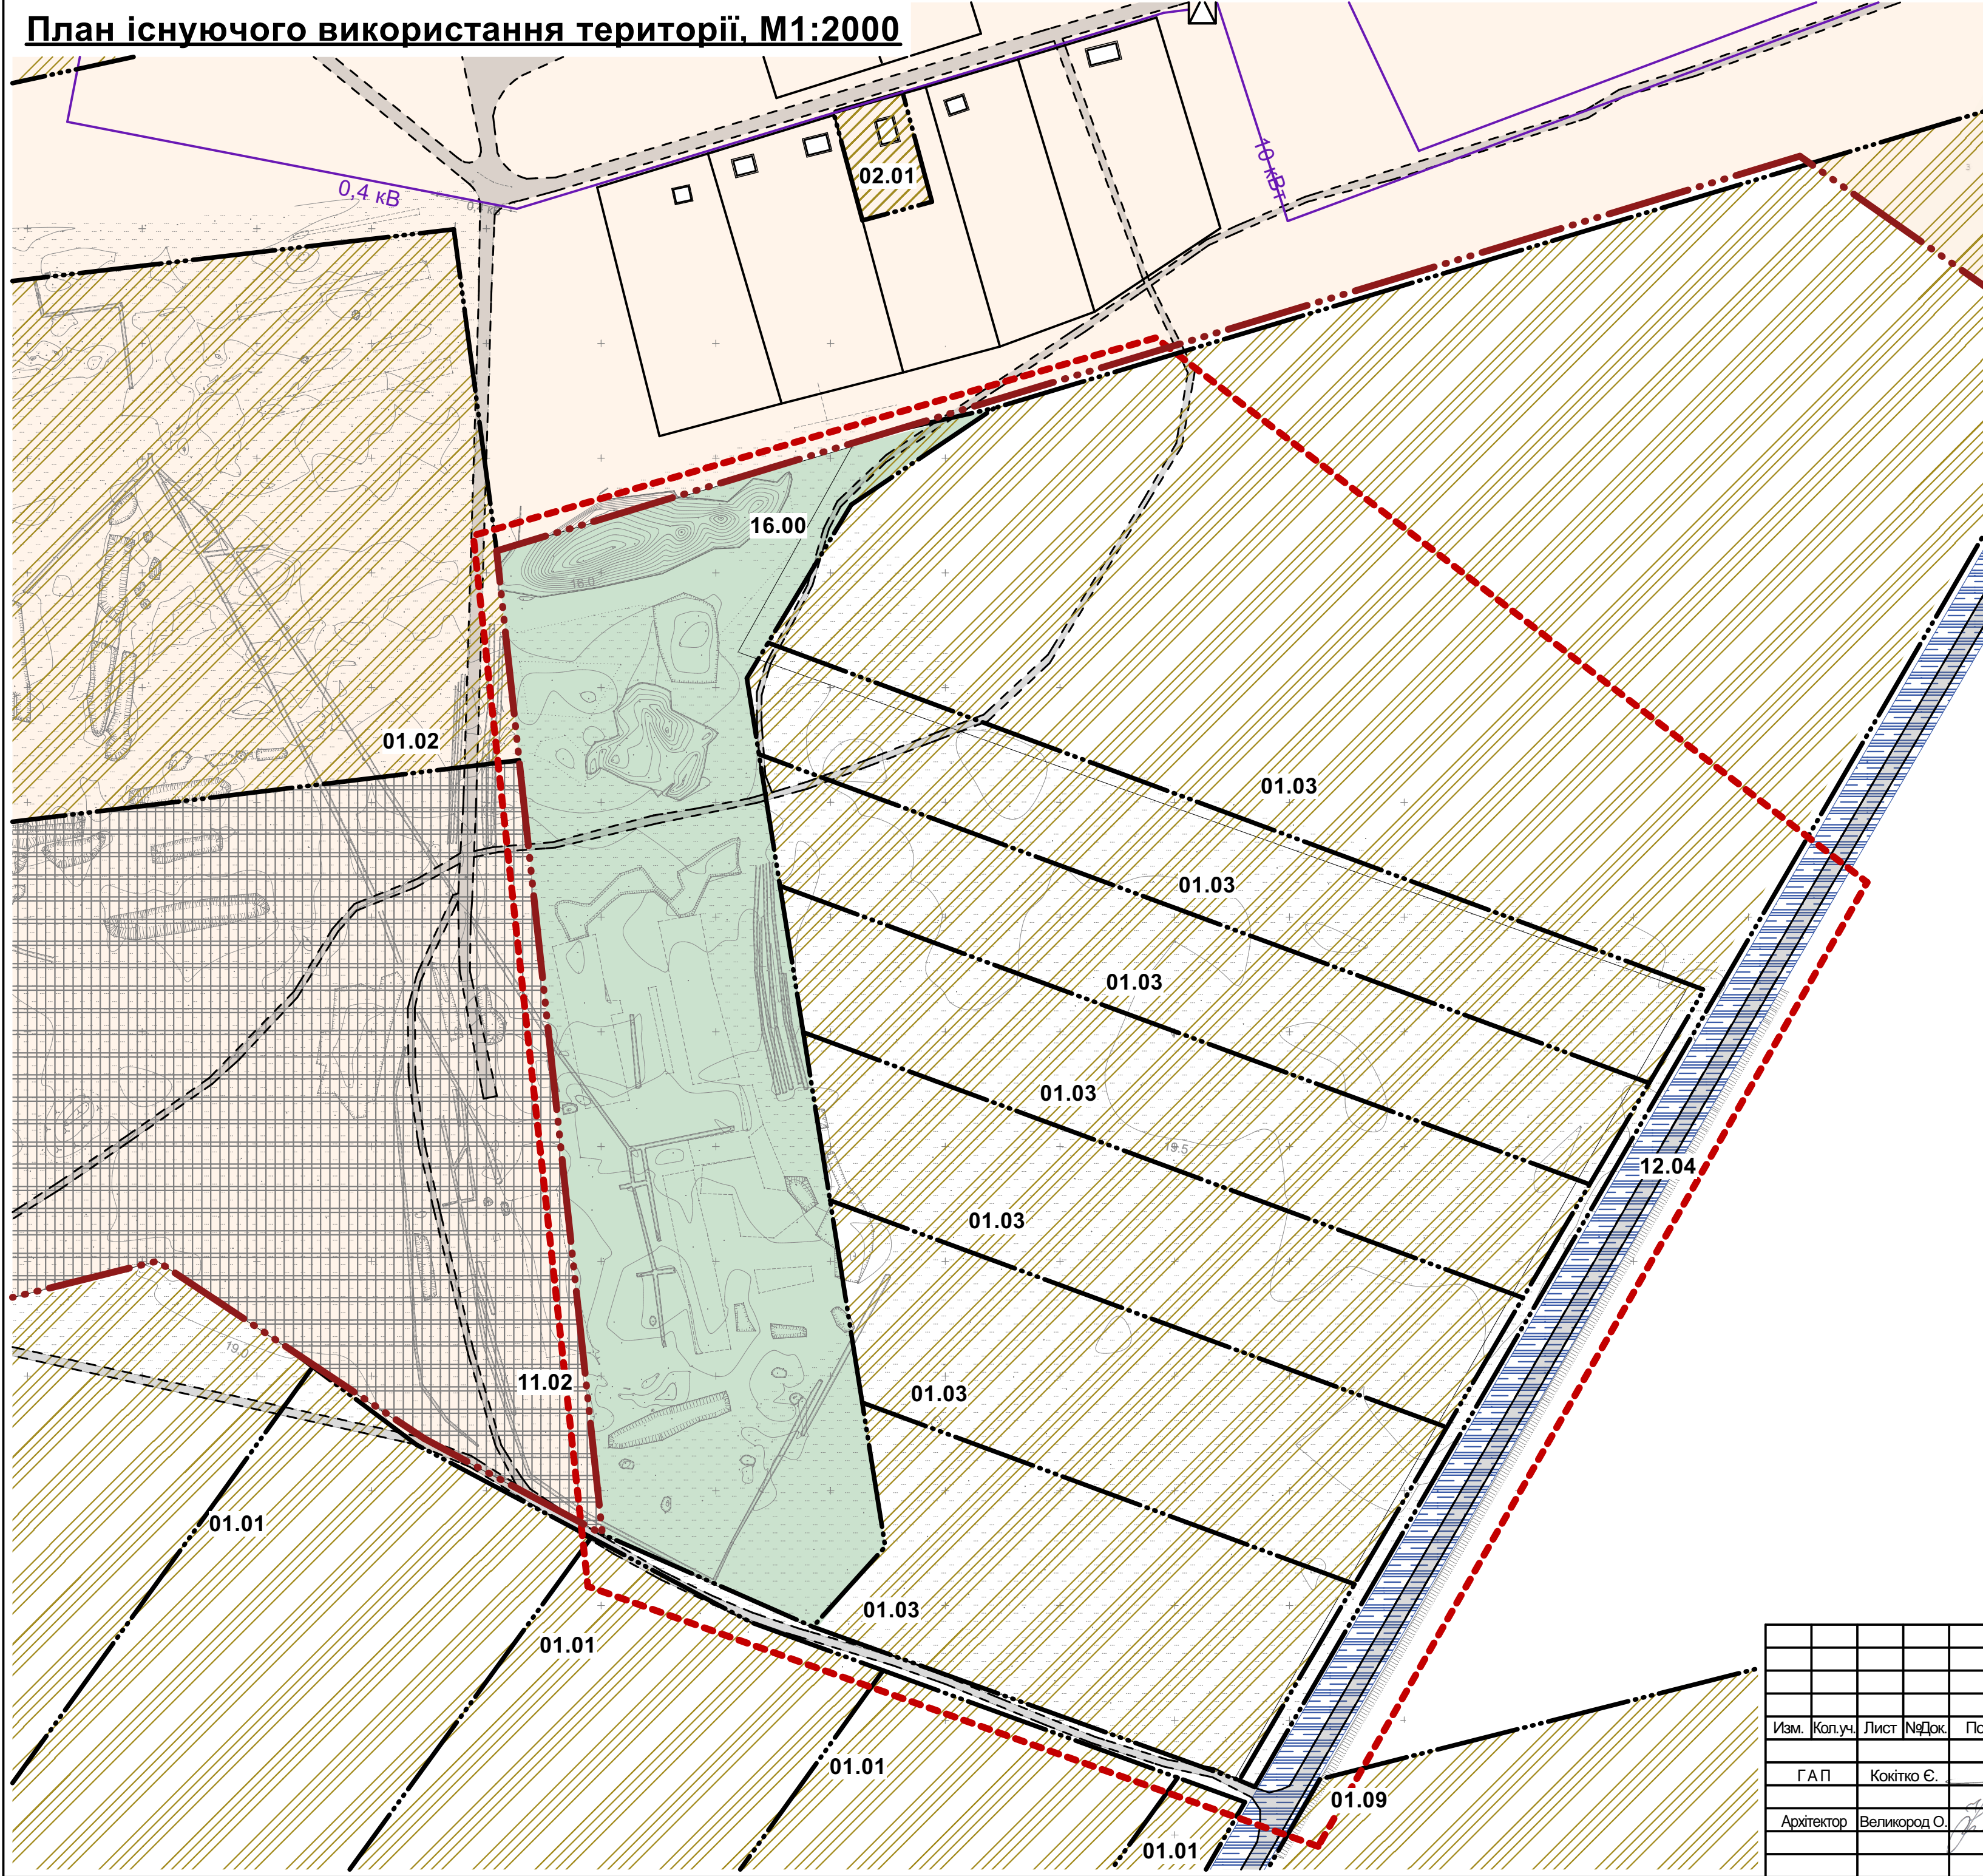 План існуючого використання території, М1:2000
0,4 кВ
0,4 кВ
10 кВт
02.01
16.00
16.0
01.02
01.03
01.03
01.03
01.03
19.5
12.04
01.03
19.0
11.02
01.03
01.01
01.03
01.01
01.01
01.09
01.01
Изм. Кол.уч. Лист №Док.
ГАП Кокітко Є.
Архітектор Великород О.